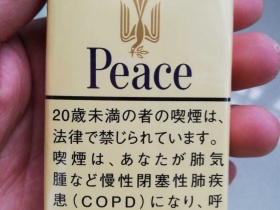 Peace
20歳未満の者の喫煙は、
法律で禁じられています。
喫煙は、あなたが肺気
腫など慢性閉塞性肺疾
患(COPD)になり、呼